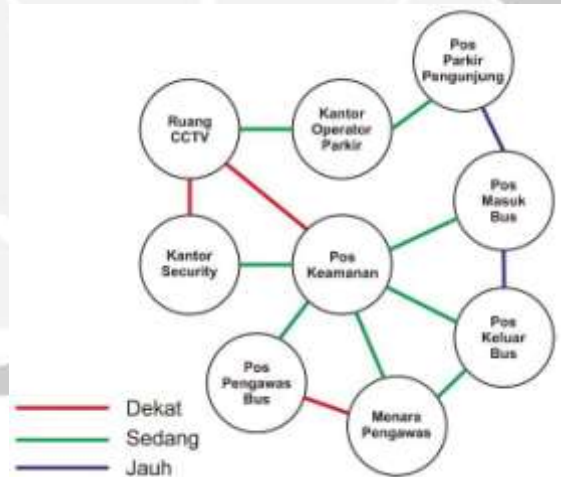 Pos
Parkir
Pengunjung
Ruang
CCTV
Kantor
Operator
Parkir
Pos
Masuk
Bus
Kantor
Security
Pos
Keamanan
Pos
Keluar
Bus
Pos
Pengawas
Bus
Menara
Pengawas
Dekat
Sedang
Jauh